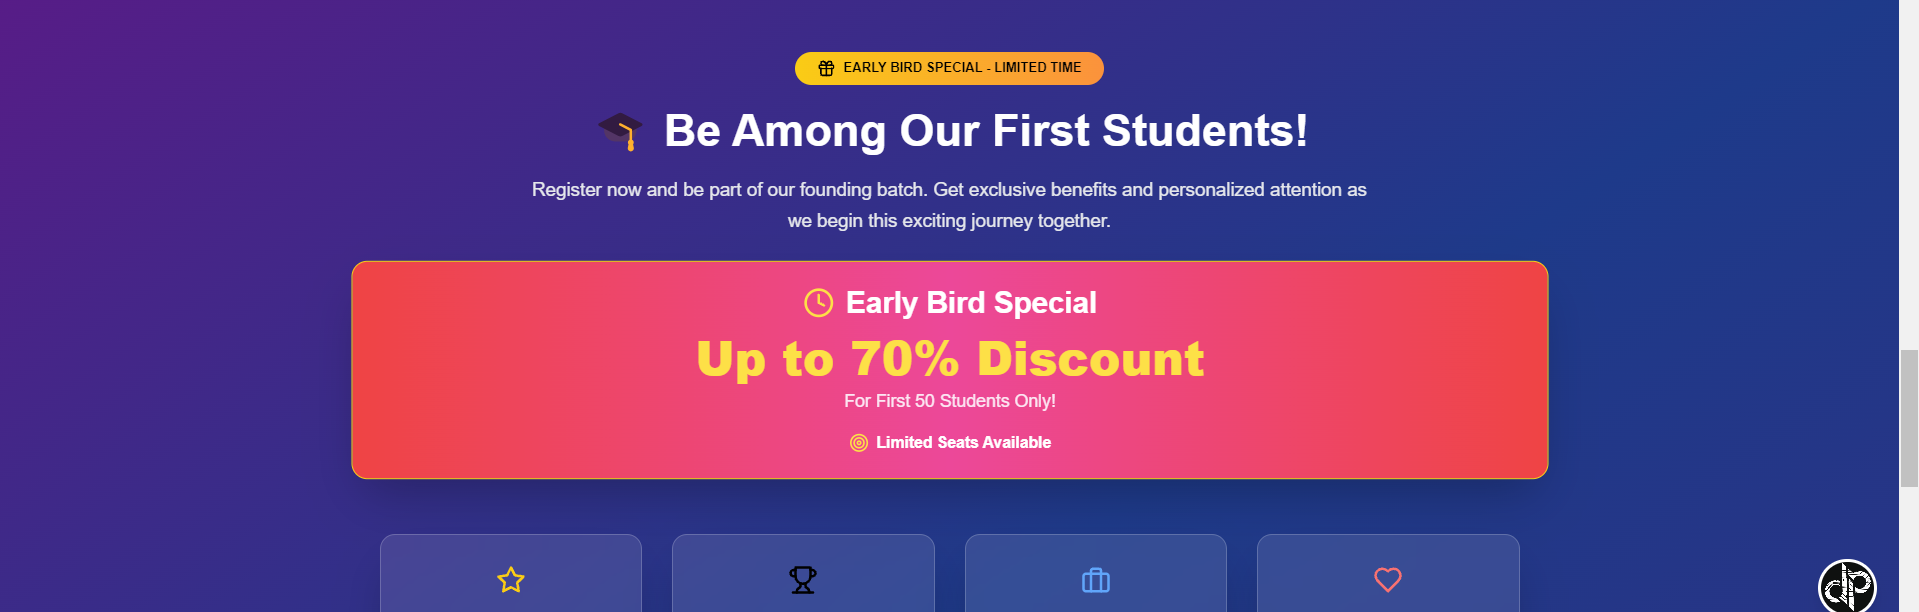 EARLY BIRD SPECIAL - LIMITED TIME
Be Among Our First Students!
Register now and be part of our founding batch. Get exclusive benefits and personalized attention as
we begin this exciting journey together.
Early Bird Special
Up to 70% Discount
For First 50 Students Only!
Limited Seats Available
dp